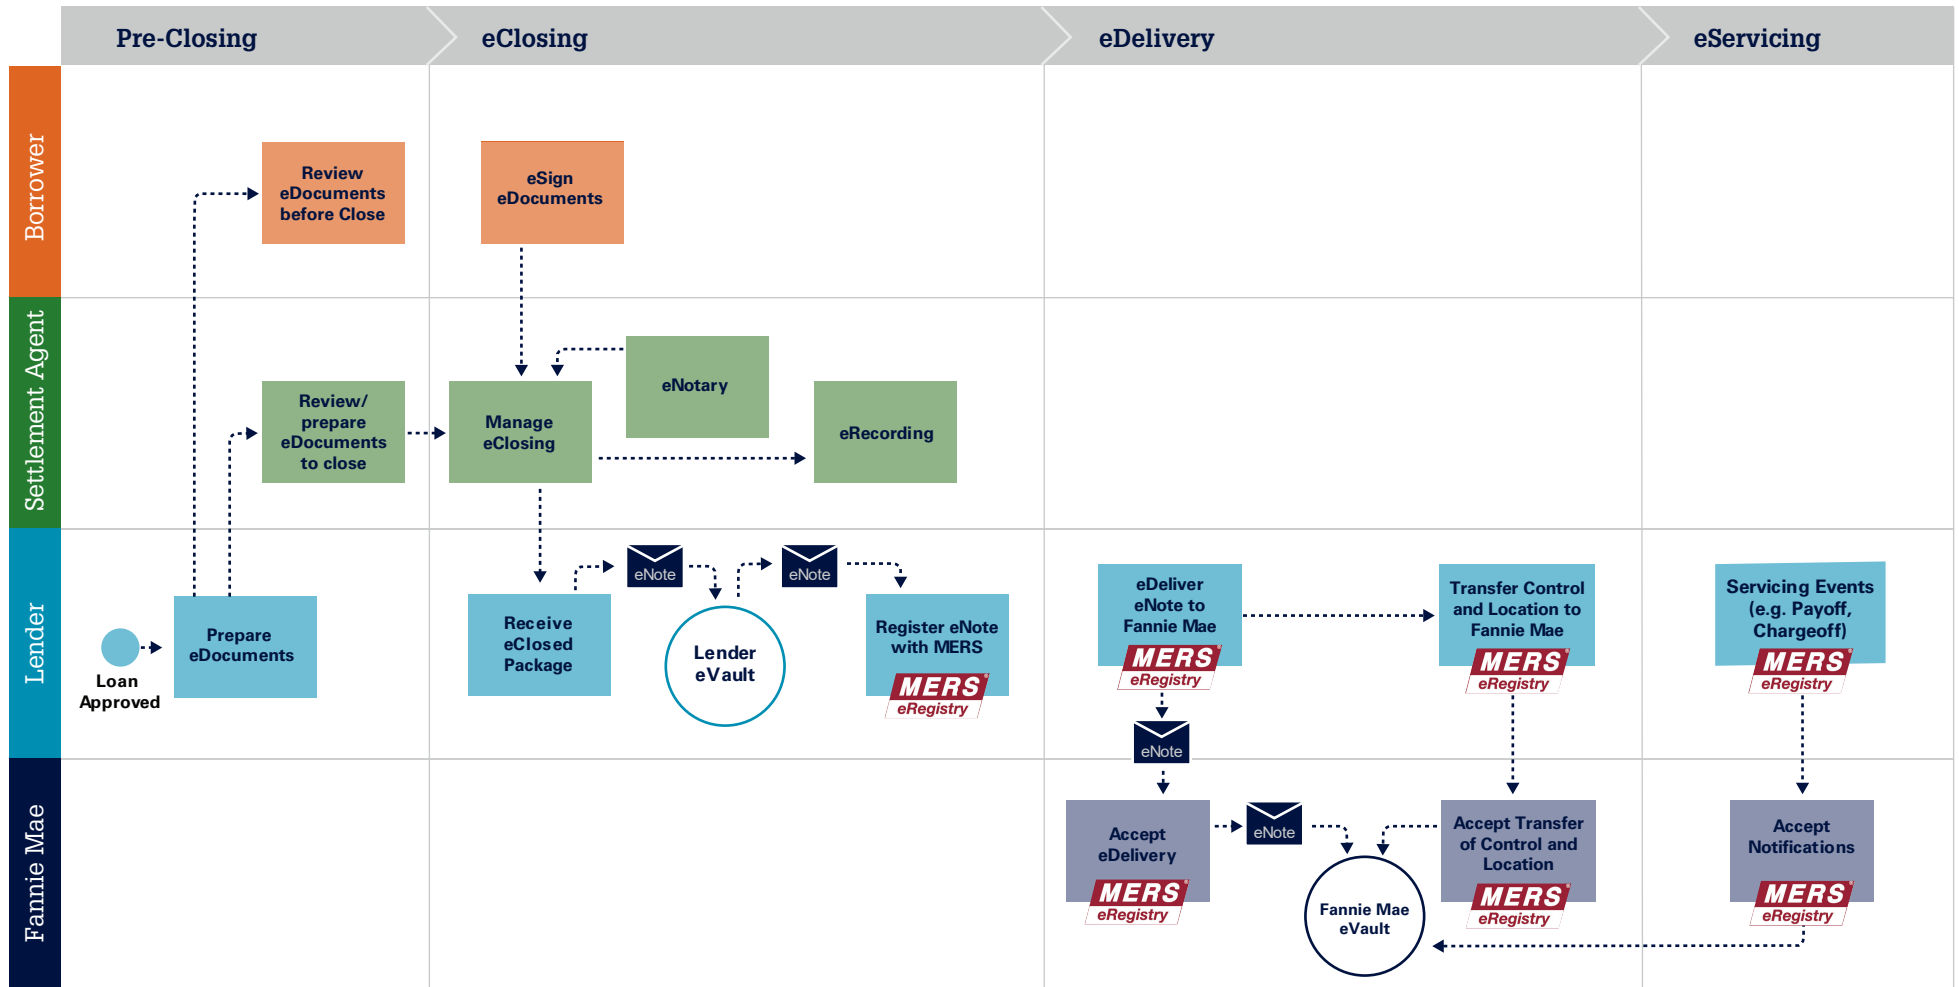 Pre-Closing
eClosing
eDelivery
eServicing
Borrower
Review
eDocuments
before Close
eSign
eDocuments
Settlement Agent
Review/
prepare
eDocuments
to close
Manage
eClosing
eNotary
eRecording
Lender
Loan
Approved
Prepare
eDocuments
Receive
eClosed
Package
eNote
Lender
eVault
eNote
Register eNote
with MERS
MERS®
eRegistry
eDeliver
eNote to
Fannie Mae
MERS®
eRegistry
eNote
Transfer Control
and Location to
Fannie Mae
MERS®
eRegistry
Servicing Events
(e.g. Payoff,
Chargeoff)
MERS®
eRegistry
Fannie Mae
Accept
eDelivery
MERS®
eRegistry
eNote
Fannie Mae
eVault
Accept Transfer
of Control and
Location
MERS®
eRegistry
Accept
Notifications
MERS®
eRegistry